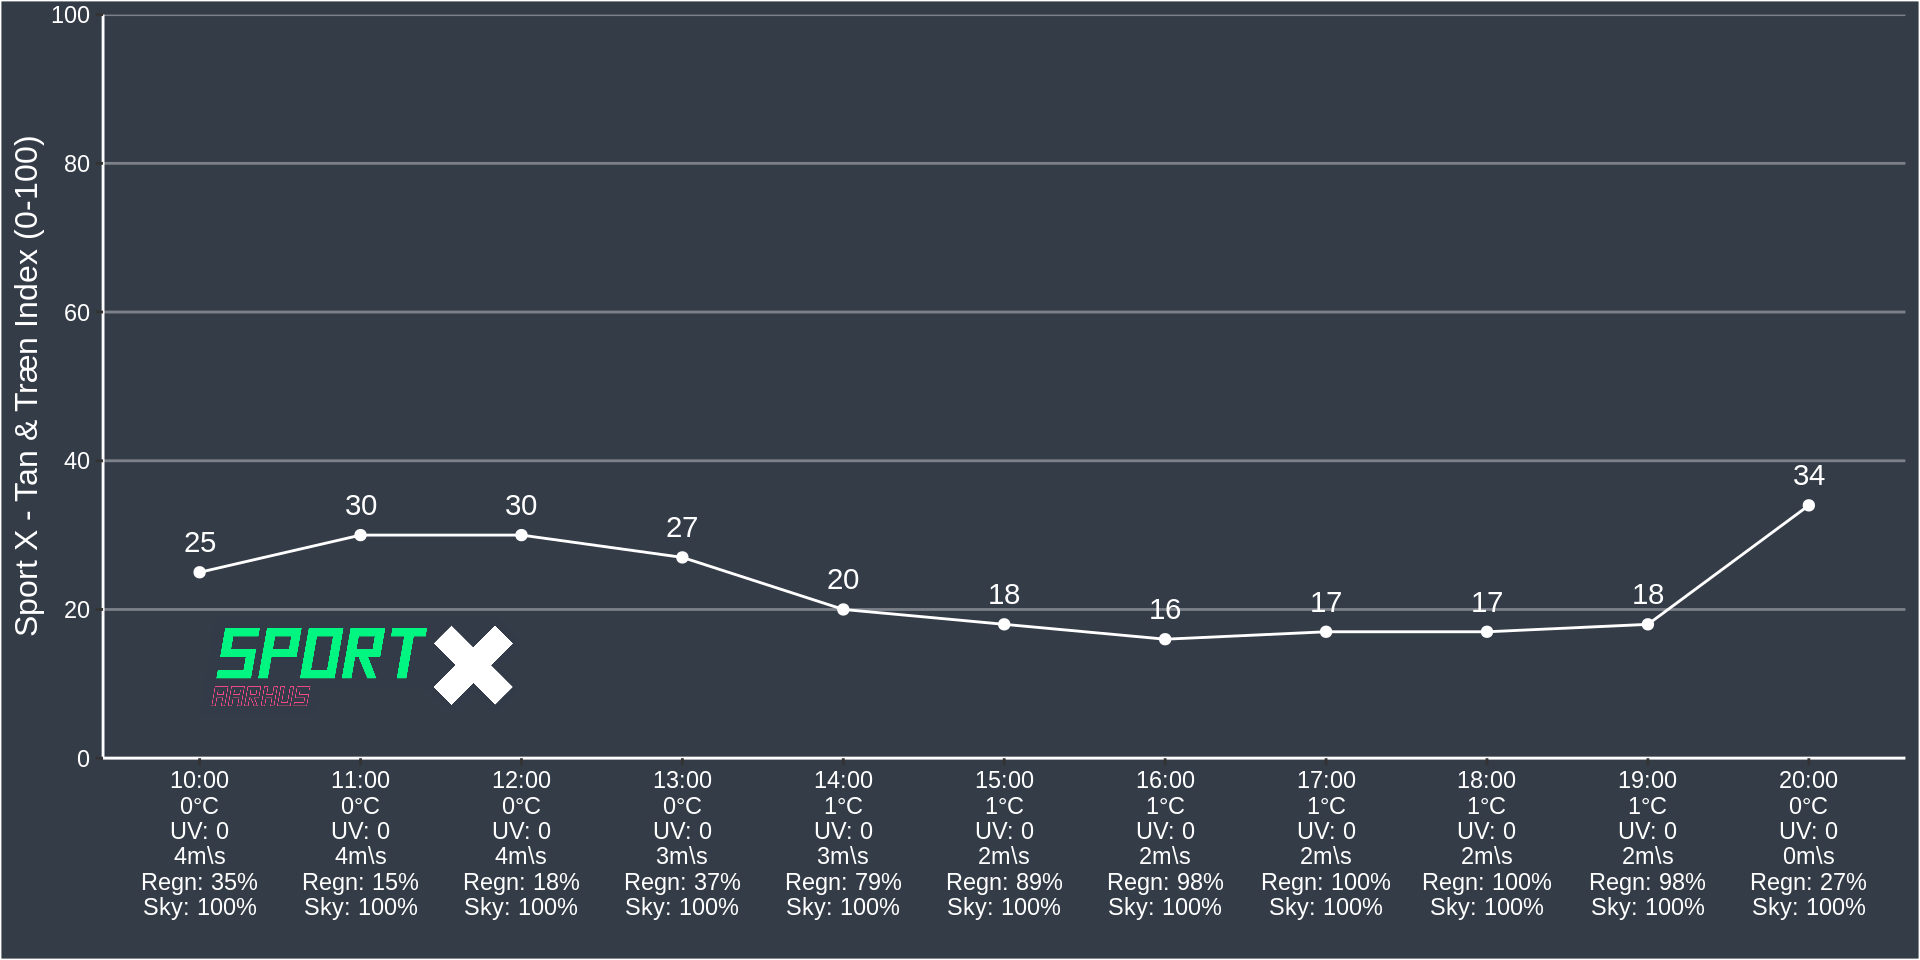 Sport X - Tan & Træn Index (0-100)
100
80
60
40
20
0
25
30
30
27
20
18
16
17
17
18
34
SPORT X
AARHUS
10:00 11:00 12:00 13:00 14:00 15:00 16:00 17:00 18:00 19:00 20:00
0°C 0°C 0°C 0°C 1°C 1°C 1°C 1°C 1°C 1°C 0°C
UV: 0 UV: 0 UV: 0 UV: 0 UV: 0 UV: 0 UV: 0 UV: 0 UV: 0 UV: 0 UV: 0
4m\s 4m\s 4m\s 3m\s 3m\s 2m\s 2m\s 2m\s 2m\s 2m\s 0m\s
Regn: 35% Regn: 15% Regn: 18% Regn: 37% Regn: 79% Regn: 89% Regn: 98% Regn: 100% Regn: 100% Regn: 98% Regn: 27%
Sky: 100% Sky: 100% Sky: 100% Sky: 100% Sky: 100% Sky: 100% Sky: 100% Sky: 100% Sky: 100% Sky: 100% Sky: 100%